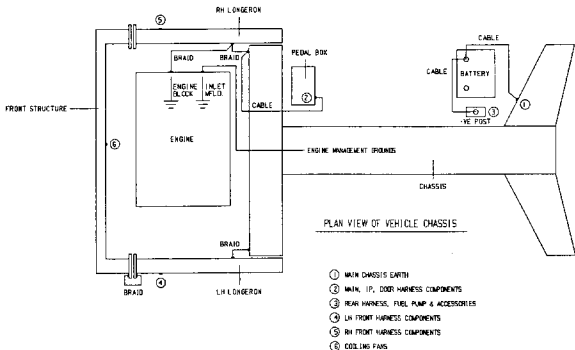 ⑤
RH LONGERON
BRAID
BRAID
PEDAL BOX
②
CABLE
CABLE
BATTERY
①
③
-VE POST
ENGINE BLOCK
INLET MFLD.
CABLE
FRONT STRUCTURE
⑥
ENGINE
ENGINE MANAGEMENT GROUNDS
CHASSIS
PLAN VIEW OF VEHICLE CHASSIS
BRAID
BRAID
④
LH LONGERON
① MAIN CHASSIS EARTH
② MAIN, IP, DOOR HARNESS COMPONENTS
③ REAR HARNESS, FUEL PUMP & ACCESSORIES
④ LH FRONT HARNESS COMPONENTS
⑤ RH FRONT HARNESS COMPONENTS
⑥ COOLING FANS